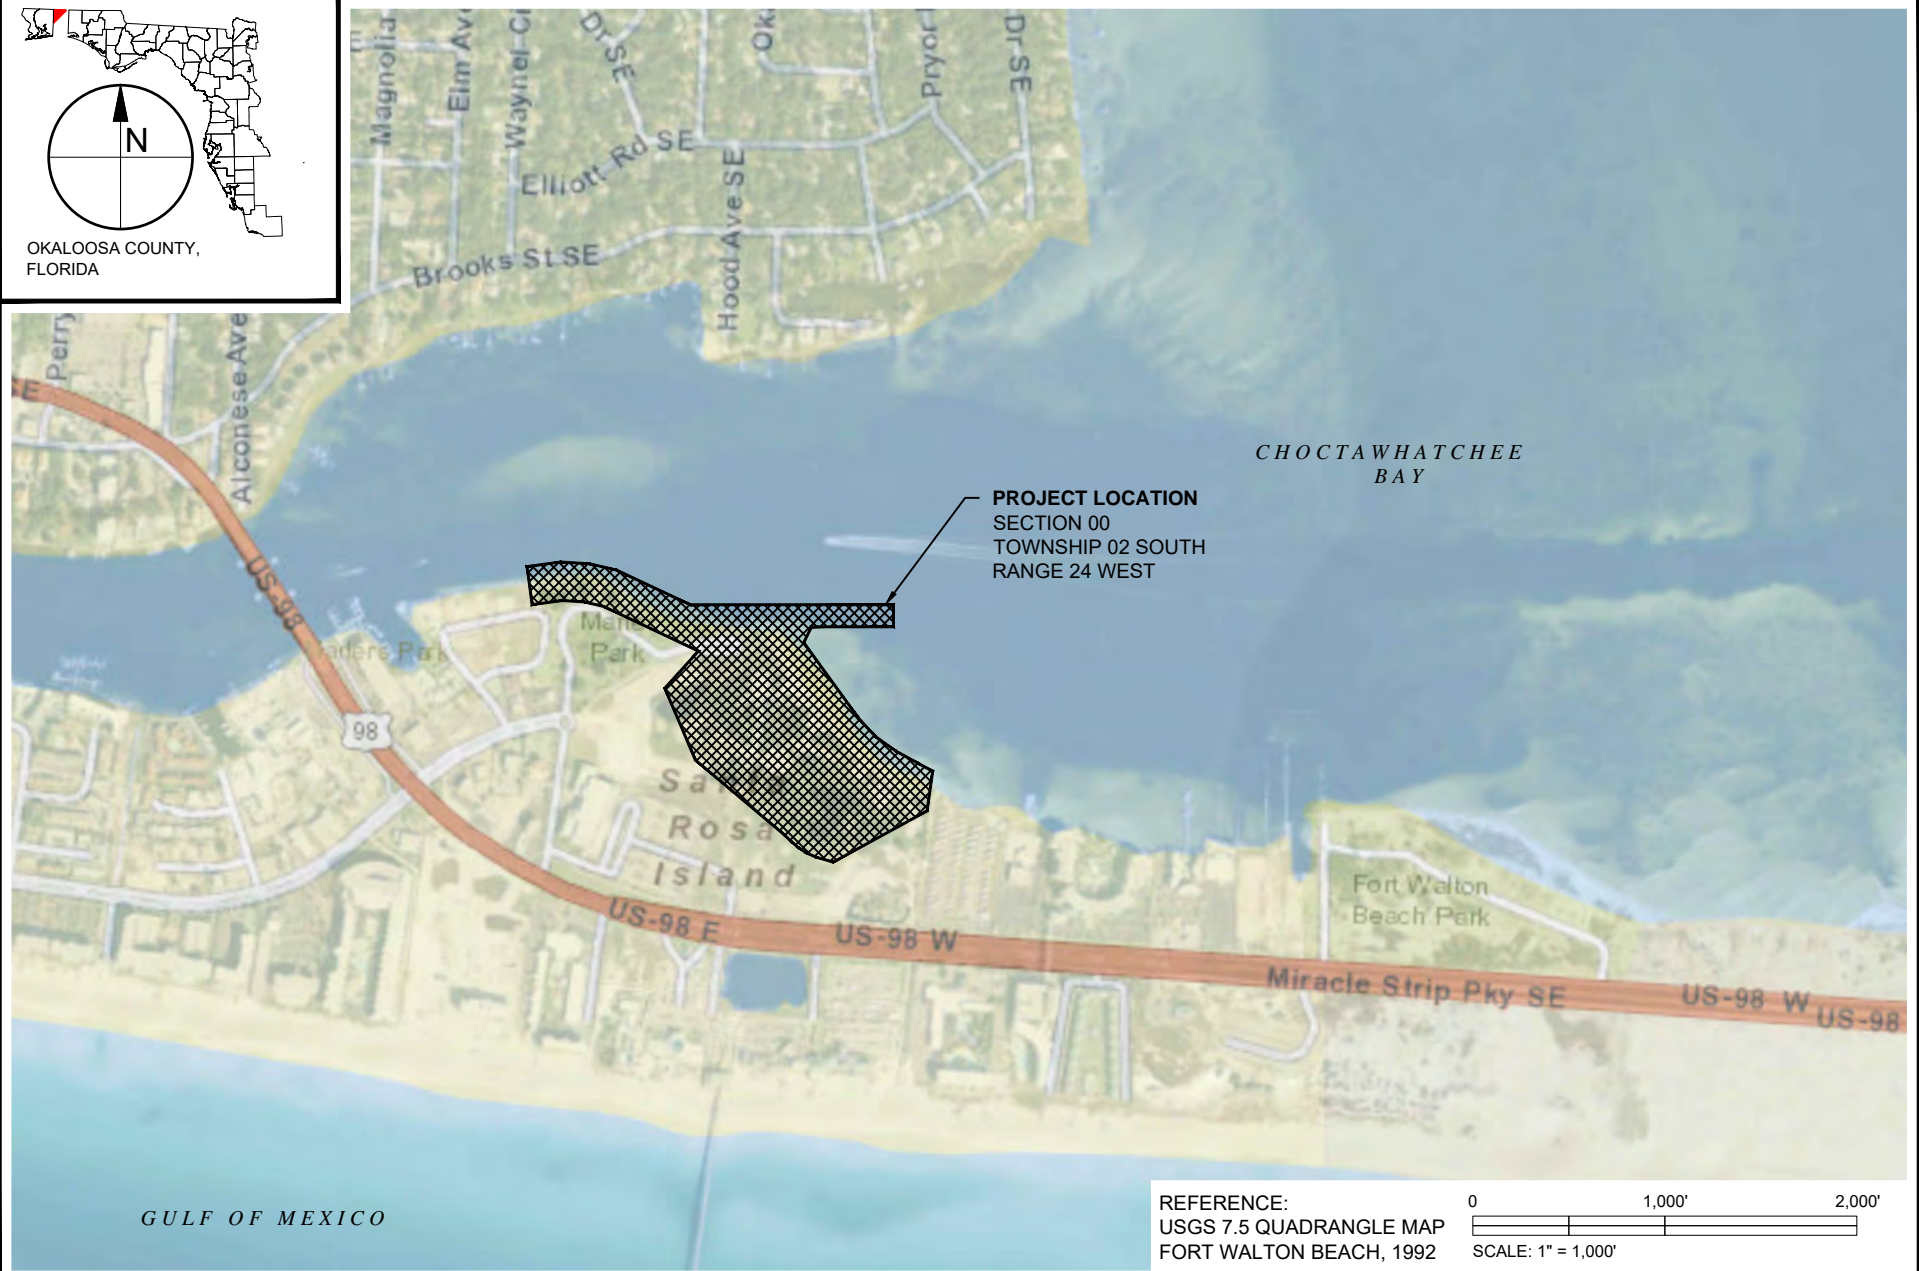 N
OKALOOSA COUNTY,
FLORIDA
Magnolia
Elm Ave
Dr SE
Pryor
Dr SE
Elliott Rd SE
Hood Ave SE
Brooks St SE
Perry
Alconese Ave
CHOCTAWHATCHEE
BAY
PROJECT LOCATION
SECTION 00
TOWNSHIP 02 SOUTH
RANGE 24 WEST
US-98
98
Park
Park
Rosa
Island
US-98 E
US-98 W
Fort Walton
Beach Park
Miracle Strip Pky SE
US-98 W
US-98
GULF OF MEXICO
REFERENCE:
USGS 7.5 QUADRANGLE MAP
FORT WALTON BEACH, 1992
0 1,000' 2,000'
SCALE: 1" = 1,000'